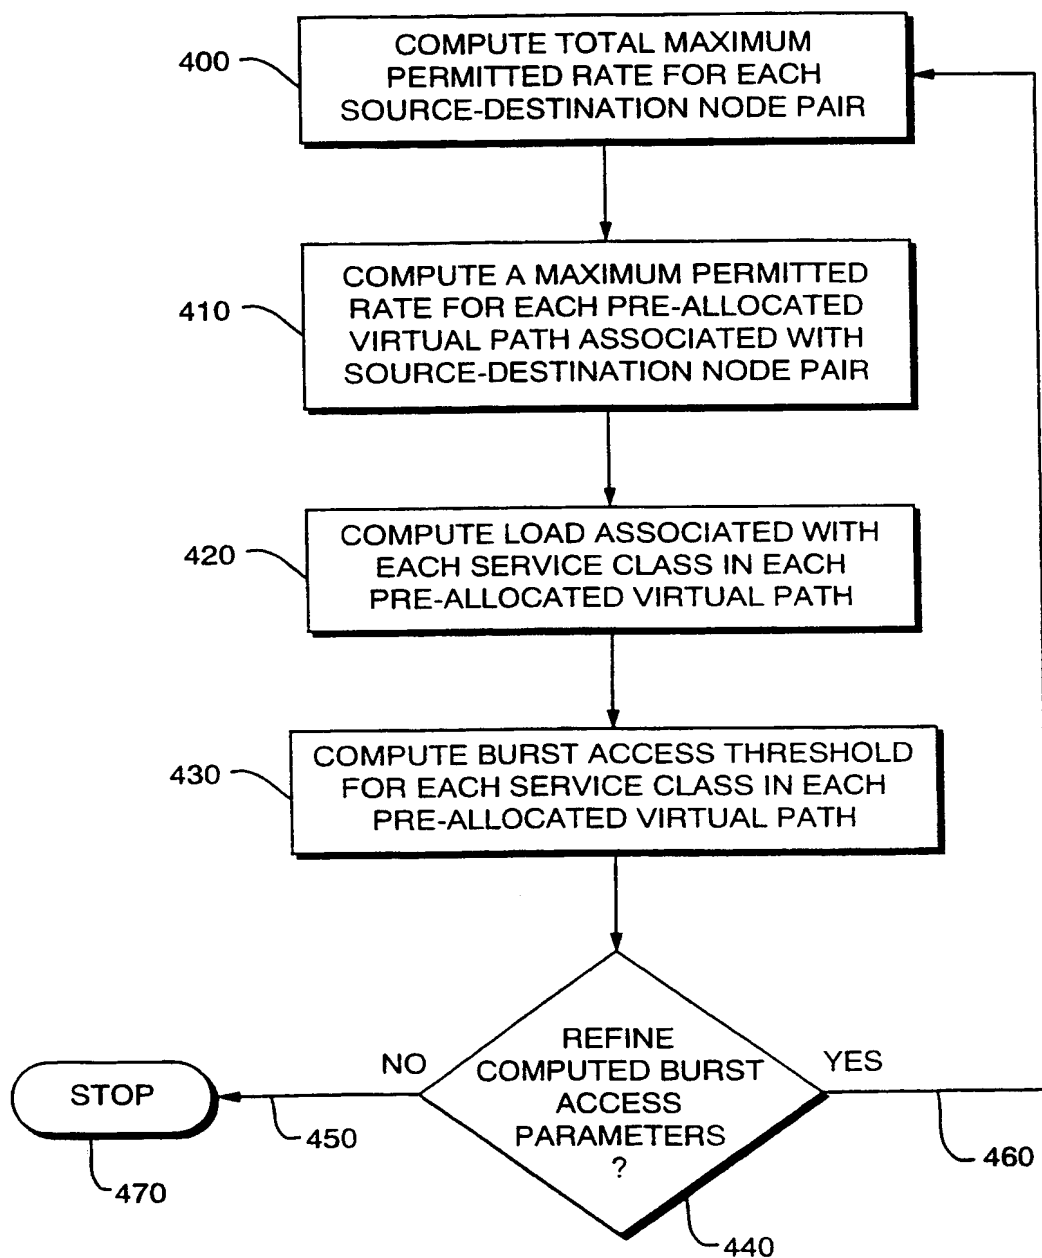 400
COMPUTE TOTAL MAXIMUM
PERMITTED RATE FOR EACH
SOURCE-DESTINATION NODE PAIR
410
COMPUTE A MAXIMUM PERMITTED
RATE FOR EACH PRE-ALLOCATED
VIRTUAL PATH ASSOCIATED WITH
SOURCE-DESTINATION NODE PAIR
420
COMPUTE LOAD ASSOCIATED WITH
EACH SERVICE CLASS IN EACH
PRE-ALLOCATED VIRTUAL PATH
430
COMPUTE BURST ACCESS THRESHOLD
FOR EACH SERVICE CLASS IN EACH
PRE-ALLOCATED VIRTUAL PATH
REFINE
COMPUTED BURST
ACCESS
PARAMETERS
?
NO
YES
STOP
450
460
470
440